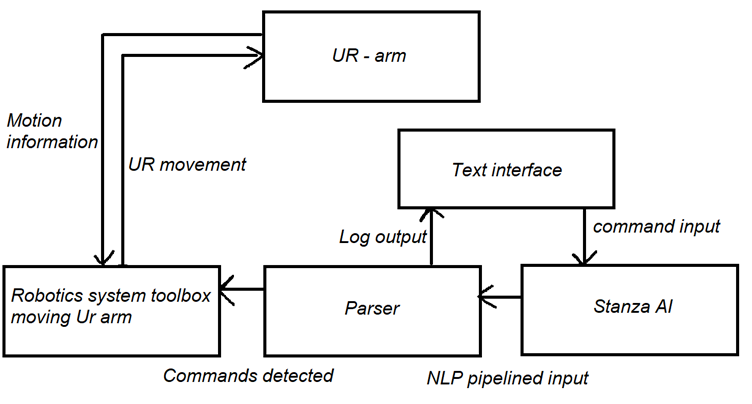 UR - arm
Motion
information
UR movement
Text interface
Log output
command input
Robotics system toolbox
moving Ur arm
Parser
Stanza AI
Commands detected
NLP pipelined input